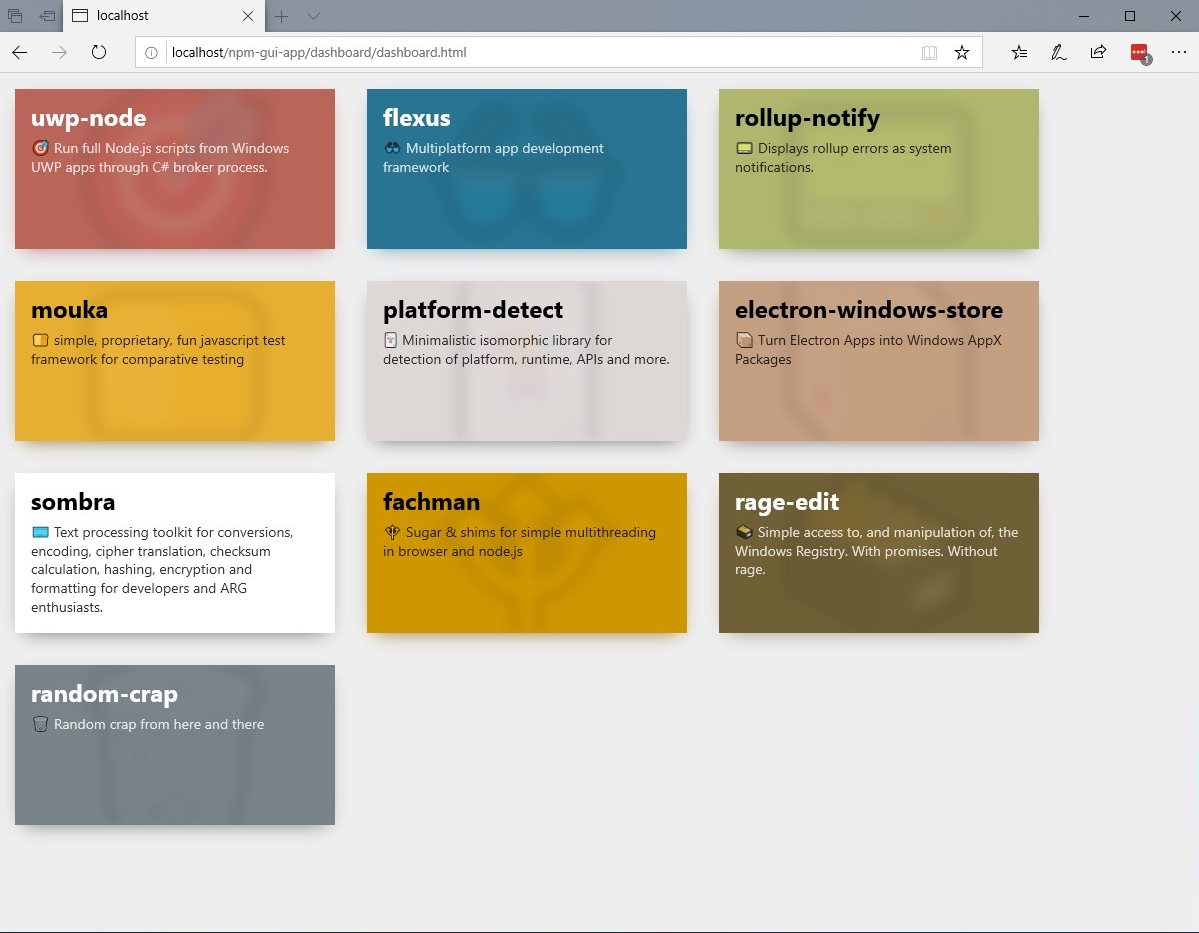 localhost
localhost/npm-gui-app/dashboard/dashboard.html
1
uwp-node
Run full Node.js scripts from Windows
UWP apps through C# broker process.
flexus
Multiplatform app development
framework
rollup-notify
Displays rollup errors as system
notifications.
mouka
simple, proprietary, fun javascript test
framework for comparative testing
platform-detect
Minimalistic isomorphic library for
detection of platform, runtime, APIs and more.
electron-windows-store
Turn Electron Apps into Windows AppX
Packages
sombra
Text processing toolkit for conversions,
encoding, cipher translation, checksum
calculation, hashing, encryption and
formatting for developers and ARG
enthusiasts.
fachman
Sugar & shims for simple multithreading
in browser and node.js
rage-edit
Simple access to, and manipulation of, the
Windows Registry. With promises. Without
rage.
random-crap
Random crap from here and there